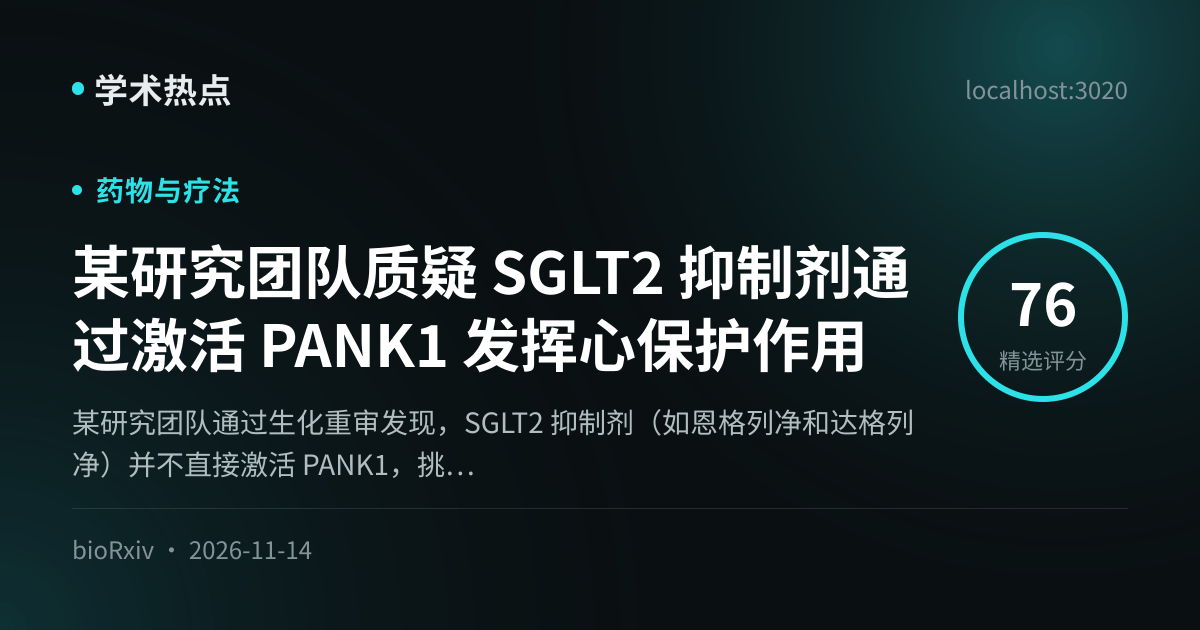 学术热点
localhost:3020
药物与疗法
某研究团队质疑 SGLT2 抑制剂通
过激活 PANK1 发挥心保护作用
76
精选评分
某研究团队通过生化重审发现，SGLT2 抑制剂（如恩格列净和达格列
净）并不直接激活 PANK1，挑…
bioRxiv · 2026-11-14